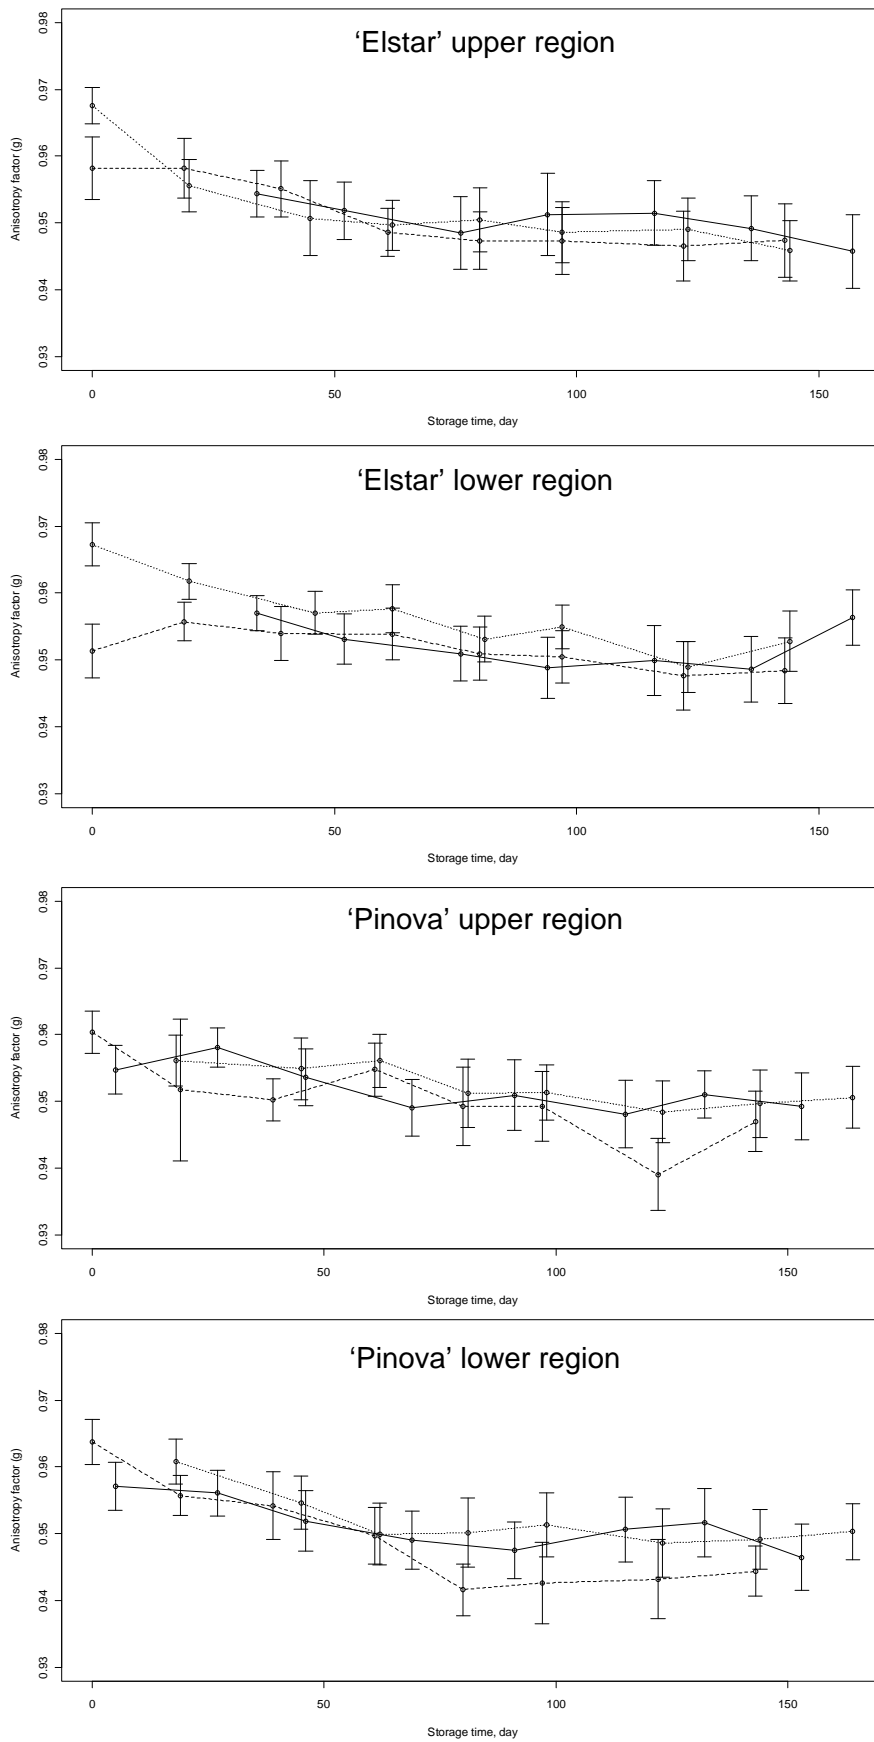 ‘Elstar’ upper region
Anisotropy factor (g)
0.98
0.97
0.96
0.95
0.94
0.93
0 50 100 150
Storage time, day
‘Elstar’ lower region
Anisotropy factor (g)
0.98
0.97
0.96
0.95
0.94
0.93
0 50 100 150
Storage time, day
‘Pinova’ upper region
Anisotropy factor (g)
0.98
0.97
0.96
0.95
0.94
0.93
0 50 100 150
Storage time, day
‘Pinova’ lower region
Anisotropy factor (g)
0.98
0.97
0.96
0.95
0.94
0.93
0 50 100 150
Storage time, day